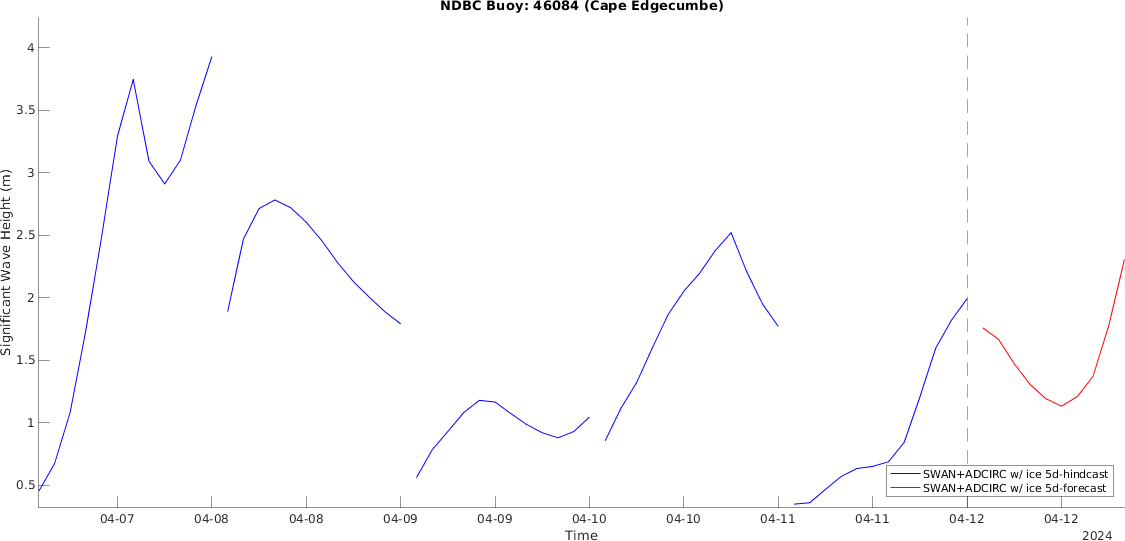 NDBC Buoy: 46084 (Cape Edgecumbe)
4
3.5
3
2.5
2
1.5
1
0.5
Significant Wave Height (m)
SWAN+ADCIRC w/ ice 5d-hindcast
SWAN+ADCIRC w/ ice 5d-forecast
04-07 04-08 04-08 04-09 04-09 04-10 04-10 04-11 04-11 04-12 04-12
Time
2024